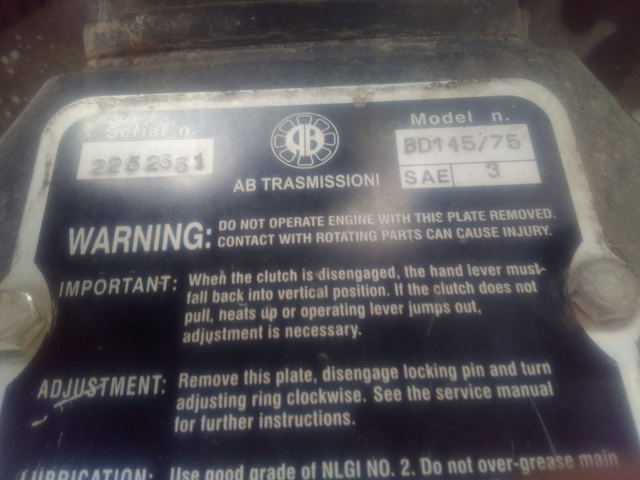 Serial n.
2252331
AB
AB TRASMISSIONI
Model n.
BD145/75
SAE 3
WARNING: DO NOT OPERATE ENGINE WITH THIS PLATE REMOVED.
CONTACT WITH ROTATING PARTS CAN CAUSE INJURY.
IMPORTANT: When the clutch is disengaged, the hand lever must
fall back into vertical position. If the clutch does not
pull, heats up or operating lever jumps out,
adjustment is necessary.
ADJUSTMENT: Remove this plate, disengage locking pin and turn
adjusting ring clockwise. See the service manual
for further instructions.
LUBRICATION: Use good grade of NLGI NO. 2. Do not over-grease main